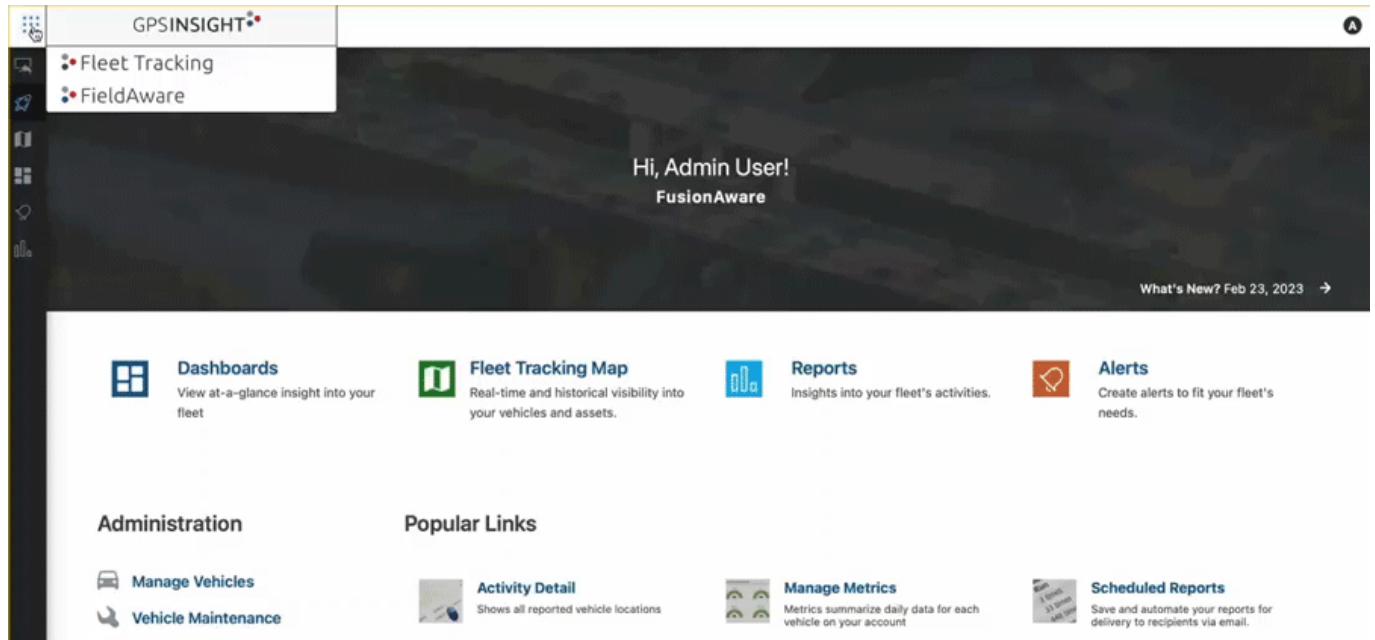 GPSINSIGHT
A
Fleet Tracking
FieldAware
Hi, Admin User!
FusionAware
What's New? Feb 23, 2023 →
Dashboards
View at-a-glance insight into your
fleet
Fleet Tracking Map
Real-time and historical visibility into
your vehicles and assets.
Reports
Insights into your fleet's activities.
Alerts
Create alerts to fit your fleet's
needs.
Administration
Manage Vehicles
Vehicle Maintenance
Popular Links
Activity Detail
Shows all reported vehicle locations
Manage Metrics
Metrics summarize daily data for each
vehicle on your account
Scheduled Reports
Save and automate your reports for
delivery to recipients via email.